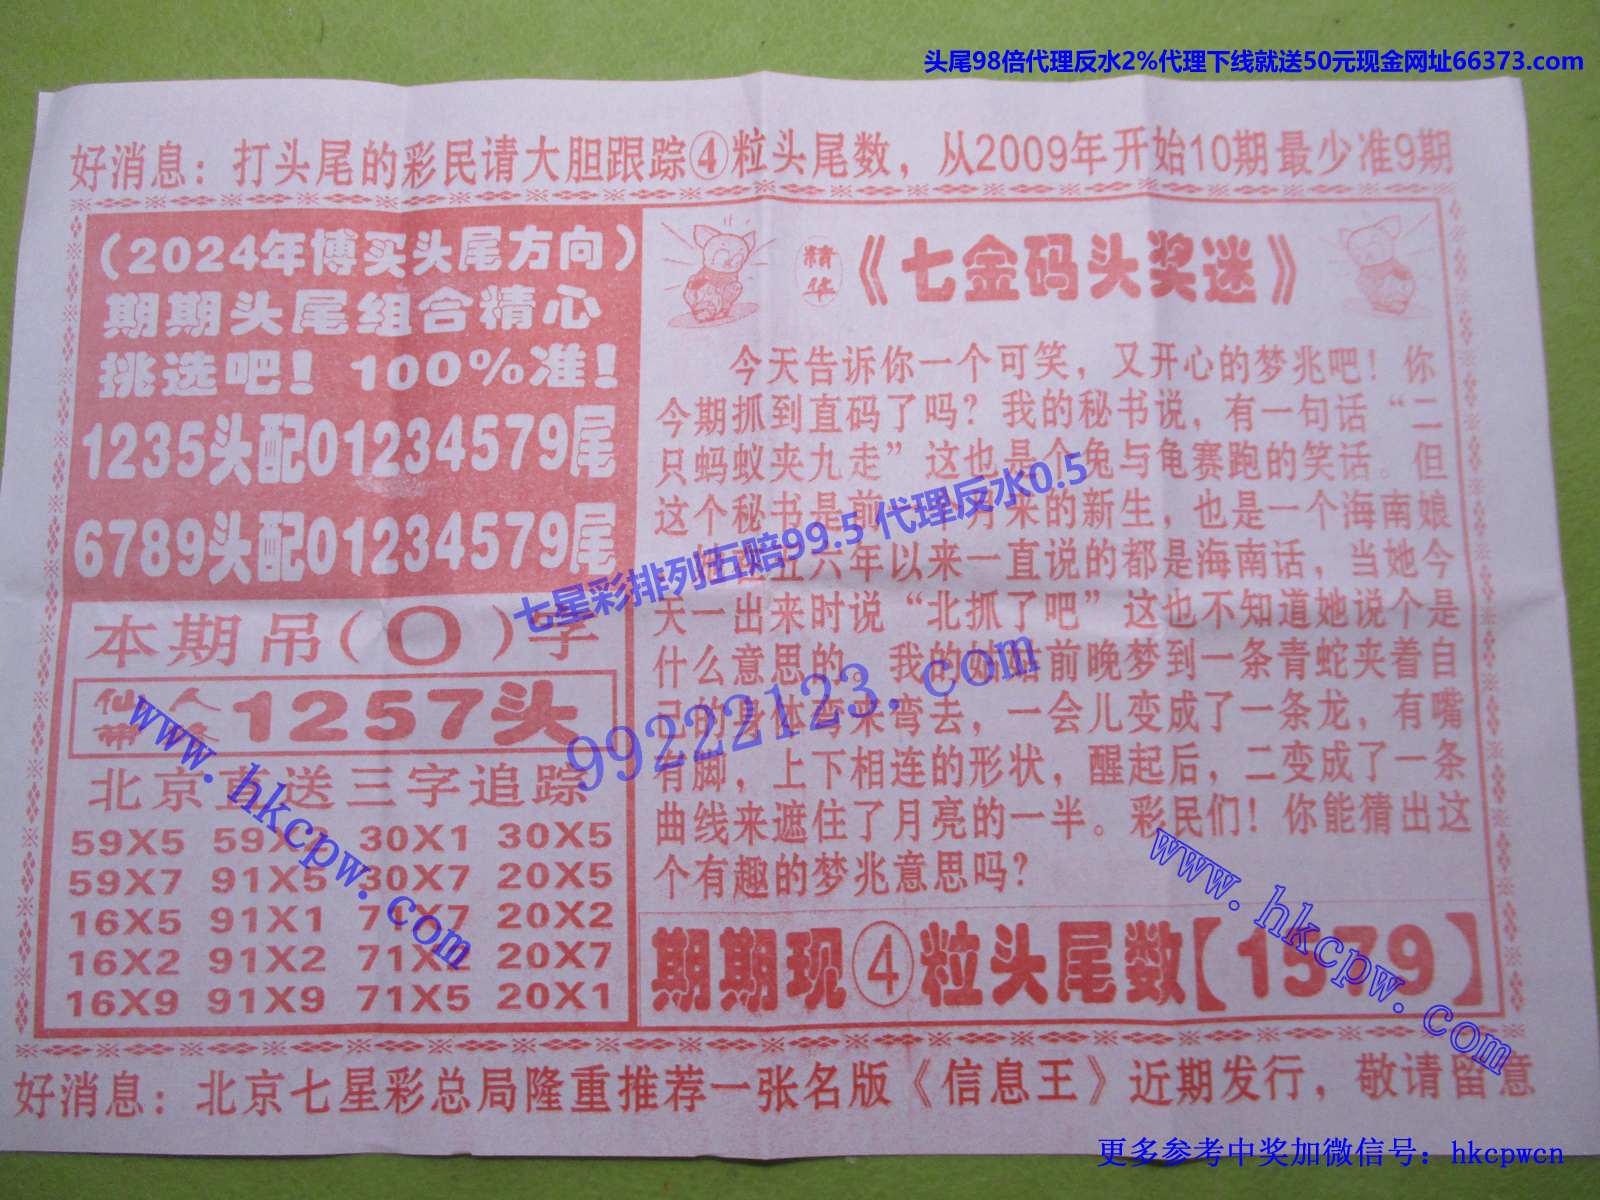 头尾98倍代理反水2%代理下线就送50元现金网址66373.com
好消息：打头尾的彩民请大胆跟踪④粒头尾数，从2009年开始10期最少准9期
（2024年博买头尾方向）
期期头尾组合精心
挑选吧！100%准！
1235头配01234579尾
6789头配01234579尾
本期吊（0）字
仙人 1257头
北京直送三字追踪
59X5 59X 30X1 30X5
59X7 91X5 30X7 20X5
16X5 91X1 71X7 20X2
16X2 91X2 71X2 20X7
16X9 91X9 71X5 20X1
精华《七金码头奖迷》
今天告诉你一个可笑，又开心的梦兆吧！你
今期抓到直码了吗？我的秘书说，有一句话“二
只蚂蚁夹九走”这也是个兔与龟赛跑的笑话。但
这个秘书是前 月来的新生，也是一个海南娘
五六年以来一直说的都是海南话，当她今
天一出来时说“北抓了吧”这也不知道她说个是
什么意思的。我的姑姑前晚梦到一条青蛇夹着自
己的身体弯来弯去，一会儿变成了一条龙，有嘴
有脚，上下相连的形状，醒起后，二变成了一条
曲线来遮住了月亮的一半。彩民们！你能猜出这
个有趣的梦兆意思吗？
期期现④粒头尾数【1579】
好消息：北京七星彩总局隆重推荐一张名版《信息王》近期发行，敬请留意
七星彩排列五赔99.5 代理反水0.5
99222123.com
www.hkcpw.com
www.hkcpw.com
更多参考中奖加微信号：hkcpwcn